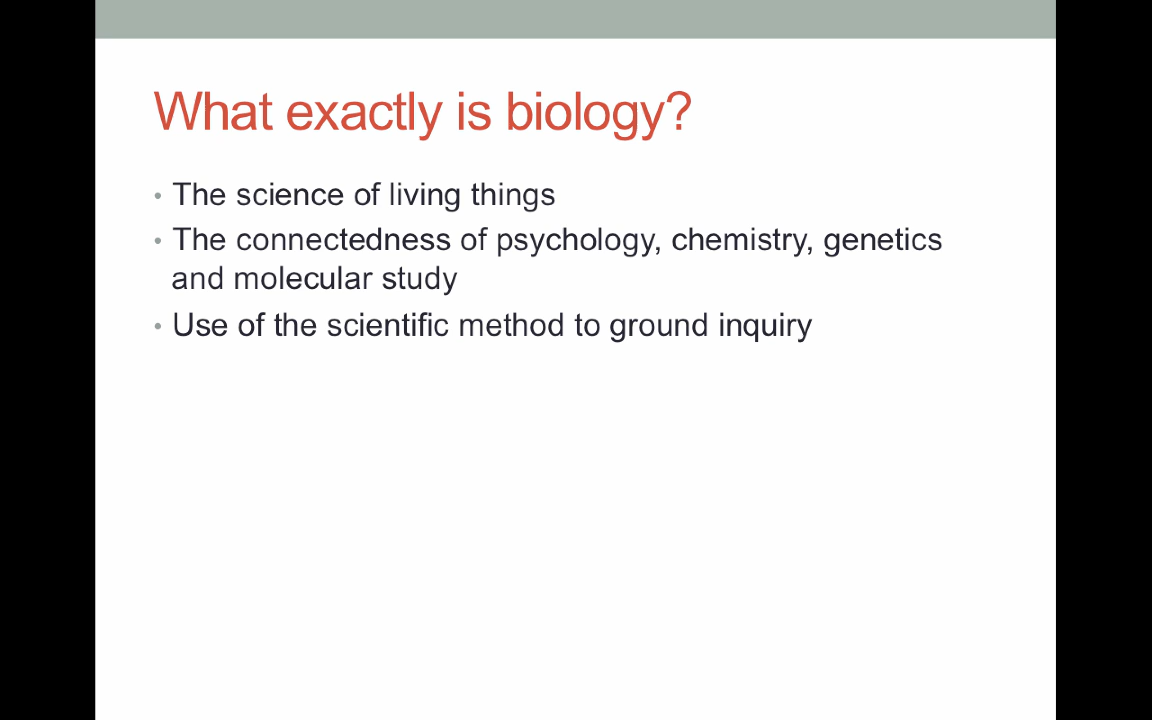 What exactly is biology?
• The science of living things
• The connectedness of psychology, chemistry, genetics
and molecular study
• Use of the scientific method to ground inquiry